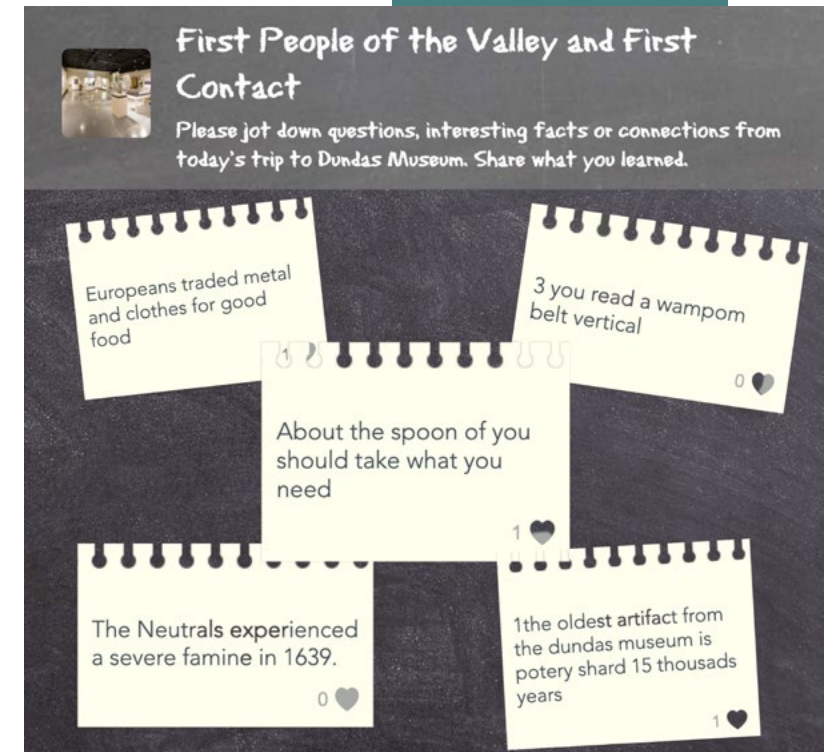 First People of the Valley and First
Contact
Please jot down questions, interesting facts or connections from
today's trip to Dundas Museum. Share what you learned.
Europeans traded metal
and clothes for good
food
1
3 you read a wampom
belt vertical
0
About the spoon of you
should take what you
need
1
The Neutrals experienced
a severe famine in 1639.
0
1the oldest artifact from
the dundas museum is
potery shard 15 thousads
years
1